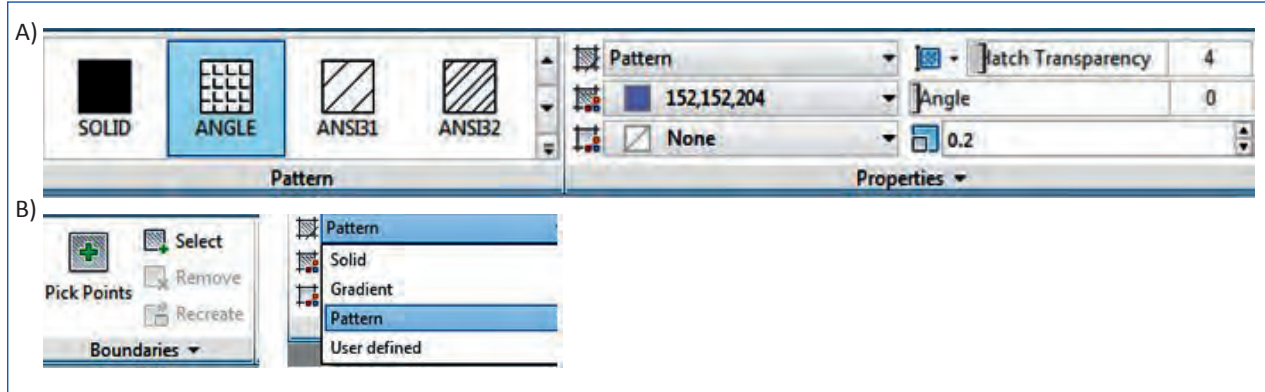 A)
SOLID ANGLE ANSI31 ANSI32
Pattern
Pattern
152,152,204
None
Hatch Transparency 4
Angle 0
0.2
Properties
B)
Pick Points
Select
Remove
Recreate
Boundaries
Pattern
Solid
Gradient
Pattern
User defined